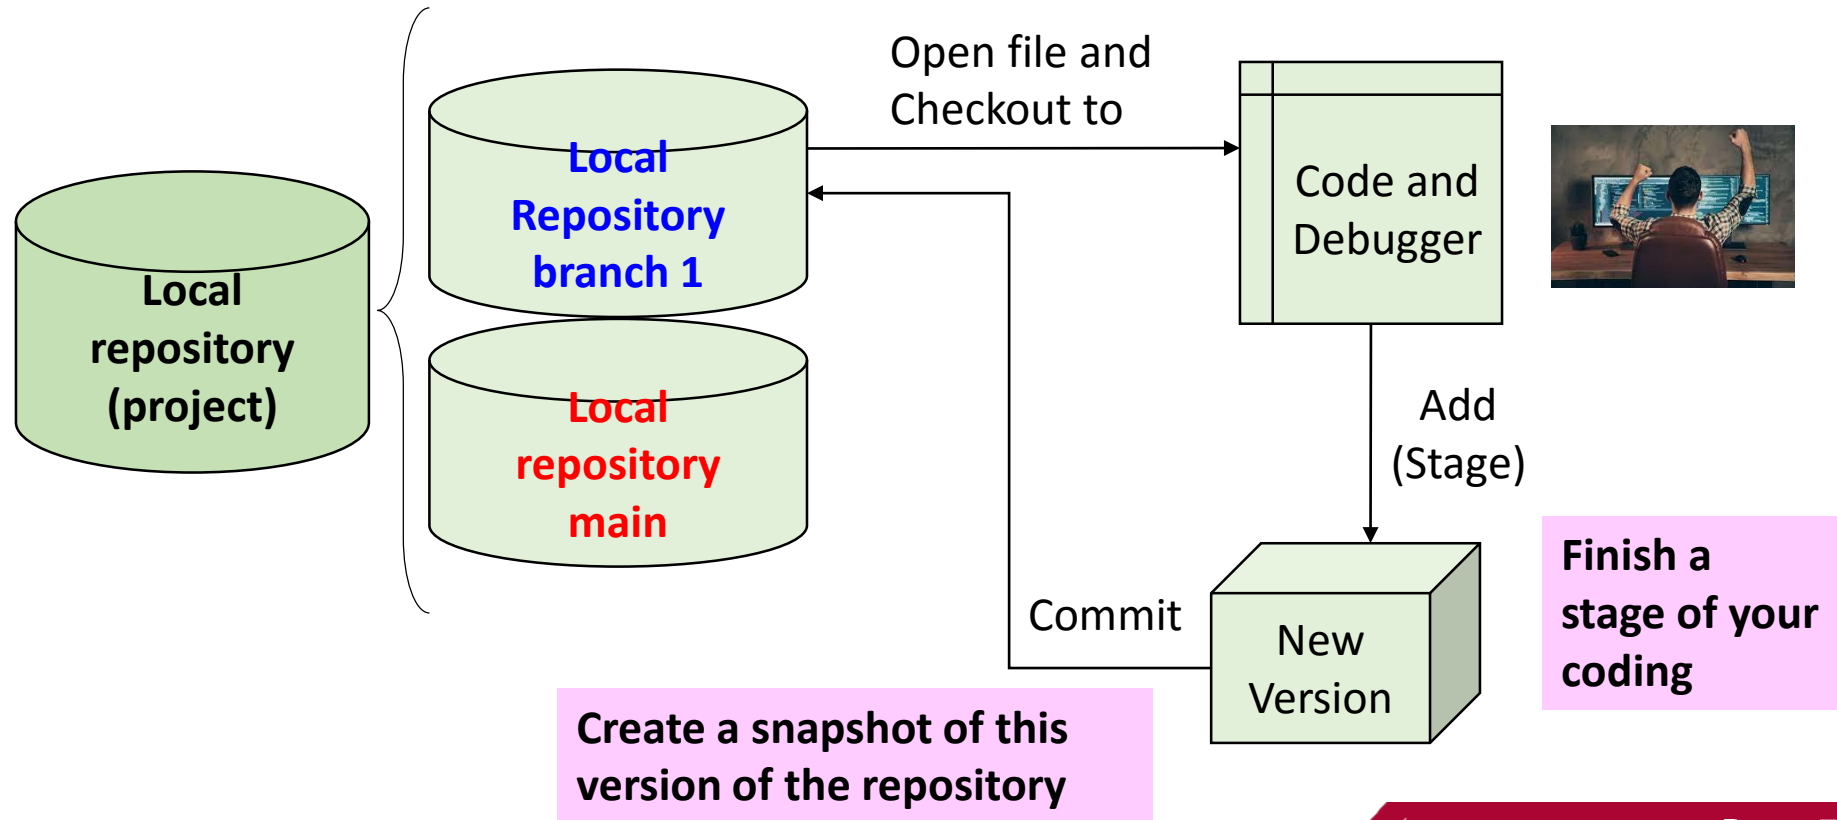 Local
repository
(project)
Local
Repository
branch 1
Local
repository
main
Open file and
Checkout to
Code and
Debugger
Add
(Stage)
New
Version
Commit
Finish a
stage of your
coding
Create a snapshot of this
version of the repository